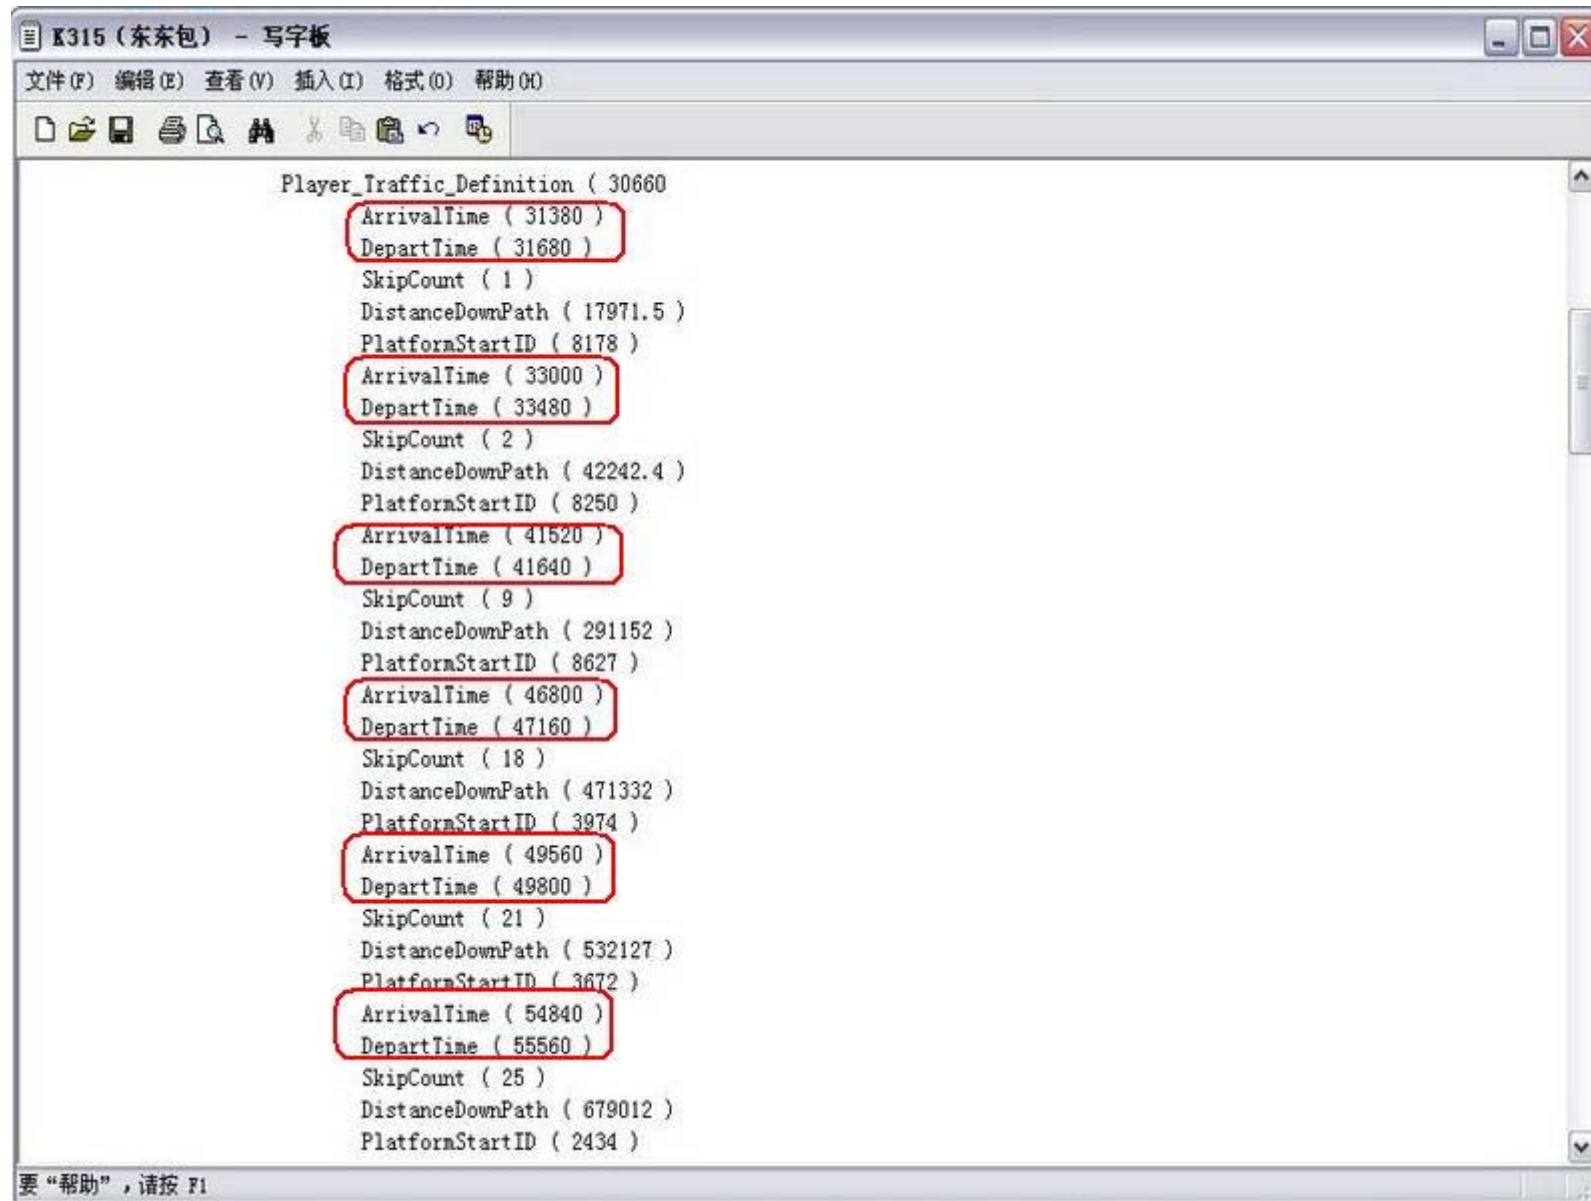 K315（东东包） - 写字板
文件(F) 编辑(E) 查看(V) 插入(I) 格式(O) 帮助(H)
Player_Traffic_Definition ( 30660
ArrivalTime ( 31380 )
DepartTime ( 31680 )
SkipCount ( 1 )
DistanceDownPath ( 17971.5 )
PlatformStartID ( 8178 )
ArrivalTime ( 33000 )
DepartTime ( 33480 )
SkipCount ( 2 )
DistanceDownPath ( 42242.4 )
PlatformStartID ( 8250 )
ArrivalTime ( 41520 )
DepartTime ( 41640 )
SkipCount ( 9 )
DistanceDownPath ( 291152 )
PlatformStartID ( 8627 )
ArrivalTime ( 46800 )
DepartTime ( 47160 )
SkipCount ( 18 )
DistanceDownPath ( 471332 )
PlatformStartID ( 3974 )
ArrivalTime ( 49560 )
DepartTime ( 49800 )
SkipCount ( 21 )
DistanceDownPath ( 532127 )
PlatformStartID ( 3672 )
ArrivalTime ( 54840 )
DepartTime ( 55560 )
SkipCount ( 25 )
DistanceDownPath ( 679012 )
PlatformStartID ( 2434 )
要“帮助”，请按 F1